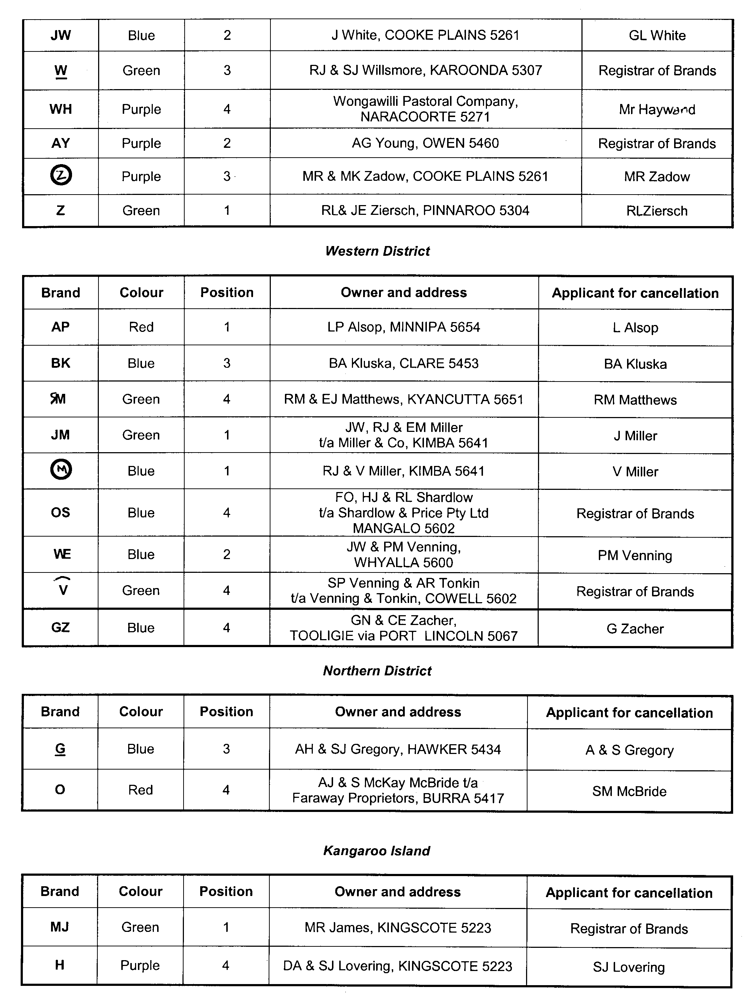 JW Blue 2 J White, COOKE PLAINS 5261 GL White
W Green 3 RJ & SJ Willsmore, KAROONDA 5307 Registrar of Brands
WH Purple 4 Wongawilli Pastoral Company, Mr Hayward
NARACOORTE 5271
AY Purple 2 AG Young, OWEN 5460 Registrar of Brands
Z Purple 3 MR & MK Zadow, COOKE PLAINS 5261 MR Zadow
Z Green 1 RL& JE Ziersch, PINNAROO 5304 RLZiersch
Western District
Brand Colour Position Owner and address Applicant for cancellation
AP Red 1 LP Alsop, MINNIPA 5654 L Alsop
BK Blue 3 BA Kluska, CLARE 5453 BA Kluska
Green 4 RM & EJ Matthews, KYANCUTTA 5651 RM Matthews
JM Green 1 JW, RJ & EM Miller J Miller
t/a Miller & Co, KIMBA 5641
M Blue 1 RJ & V Miller, KIMBA 5641 V Miller
OS Blue 4 FO, HJ & RL Shardlow Registrar of Brands
t/a Shardlow & Price Pty Ltd
MANGALO 5602
WE Blue 2 JW & PM Venning, PM Venning
WHYALLA 5600
V Green 4 SP Venning & AR Tonkin Registrar of Brands
t/a Venning & Tonkin, COWELL 5602
GZ Blue 4 GN & CE Zacher, G Zacher
TOOLIGIE via PORT LINCOLN 5067
Northern District
Brand Colour Position Owner and address Applicant for cancellation
G Blue 3 AH & SJ Gregory, HAWKER 5434 A & S Gregory
O Red 4 AJ & S McKay McBride t/a SM McBride
Faraway Proprietors, BURRA 5417
Kangaroo Island
Brand Colour Position Owner and address Applicant for cancellation
MJ Green 1 MR James, KINGSCOTE 5223 Registrar of Brands
H Purple 4 DA & SJ Lovering, KINGSCOTE 5223 SJ Lovering